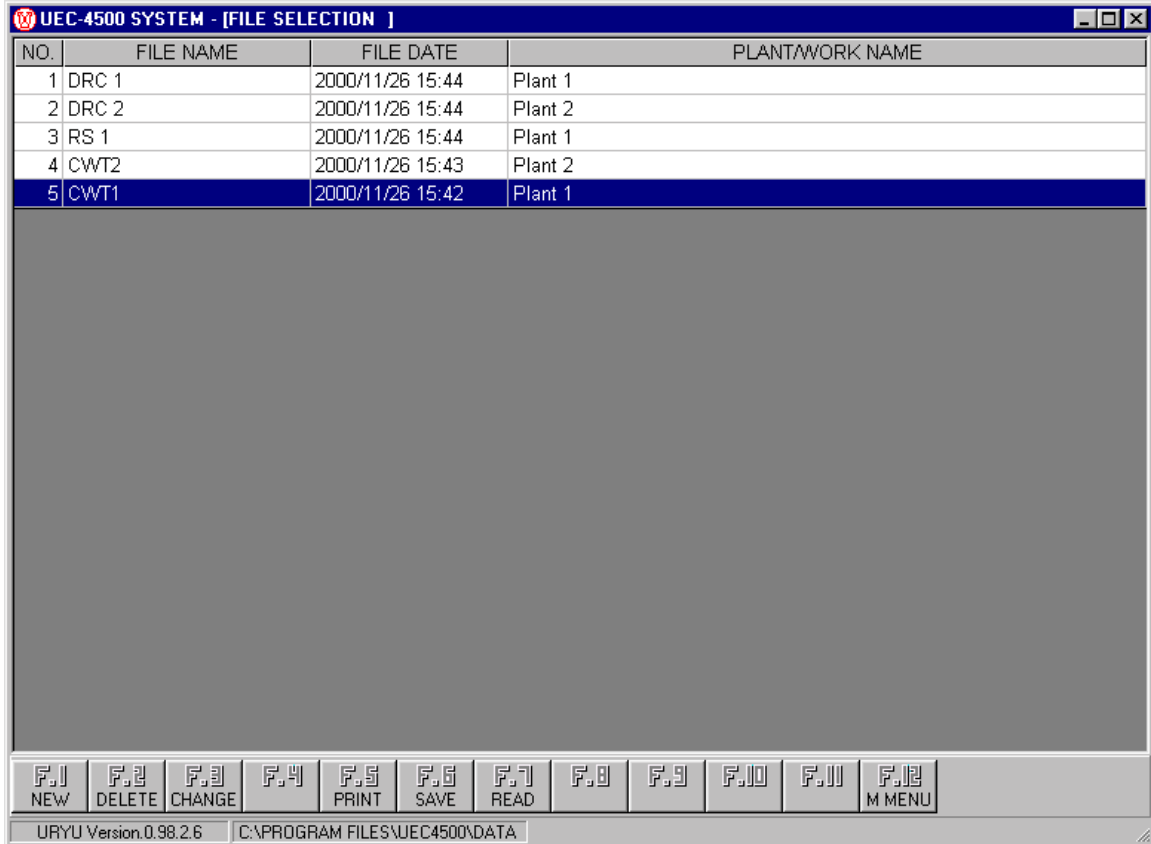 UEC-4500 SYSTEM - [FILE SELECTION ]
NO. FILE NAME FILE DATE PLANT/WORK NAME
1 DRC 1 2000/11/26 15:44 Plant 1
2 DRC 2 2000/11/26 15:44 Plant 2
3 RS 1 2000/11/26 15:44 Plant 1
4 CWT2 2000/11/26 15:43 Plant 2
5 CWT1 2000/11/26 15:42 Plant 1
F.1 F.2 F.3 F.4 F.5 F.6 F.7 F.8 F.9 F.10 F.11 F.12
NEW DELETE CHANGE PRINT SAVE READ M MENU
URYU Version.0.98.2.6 C:\PROGRAM FILES\UEC4500\DATA